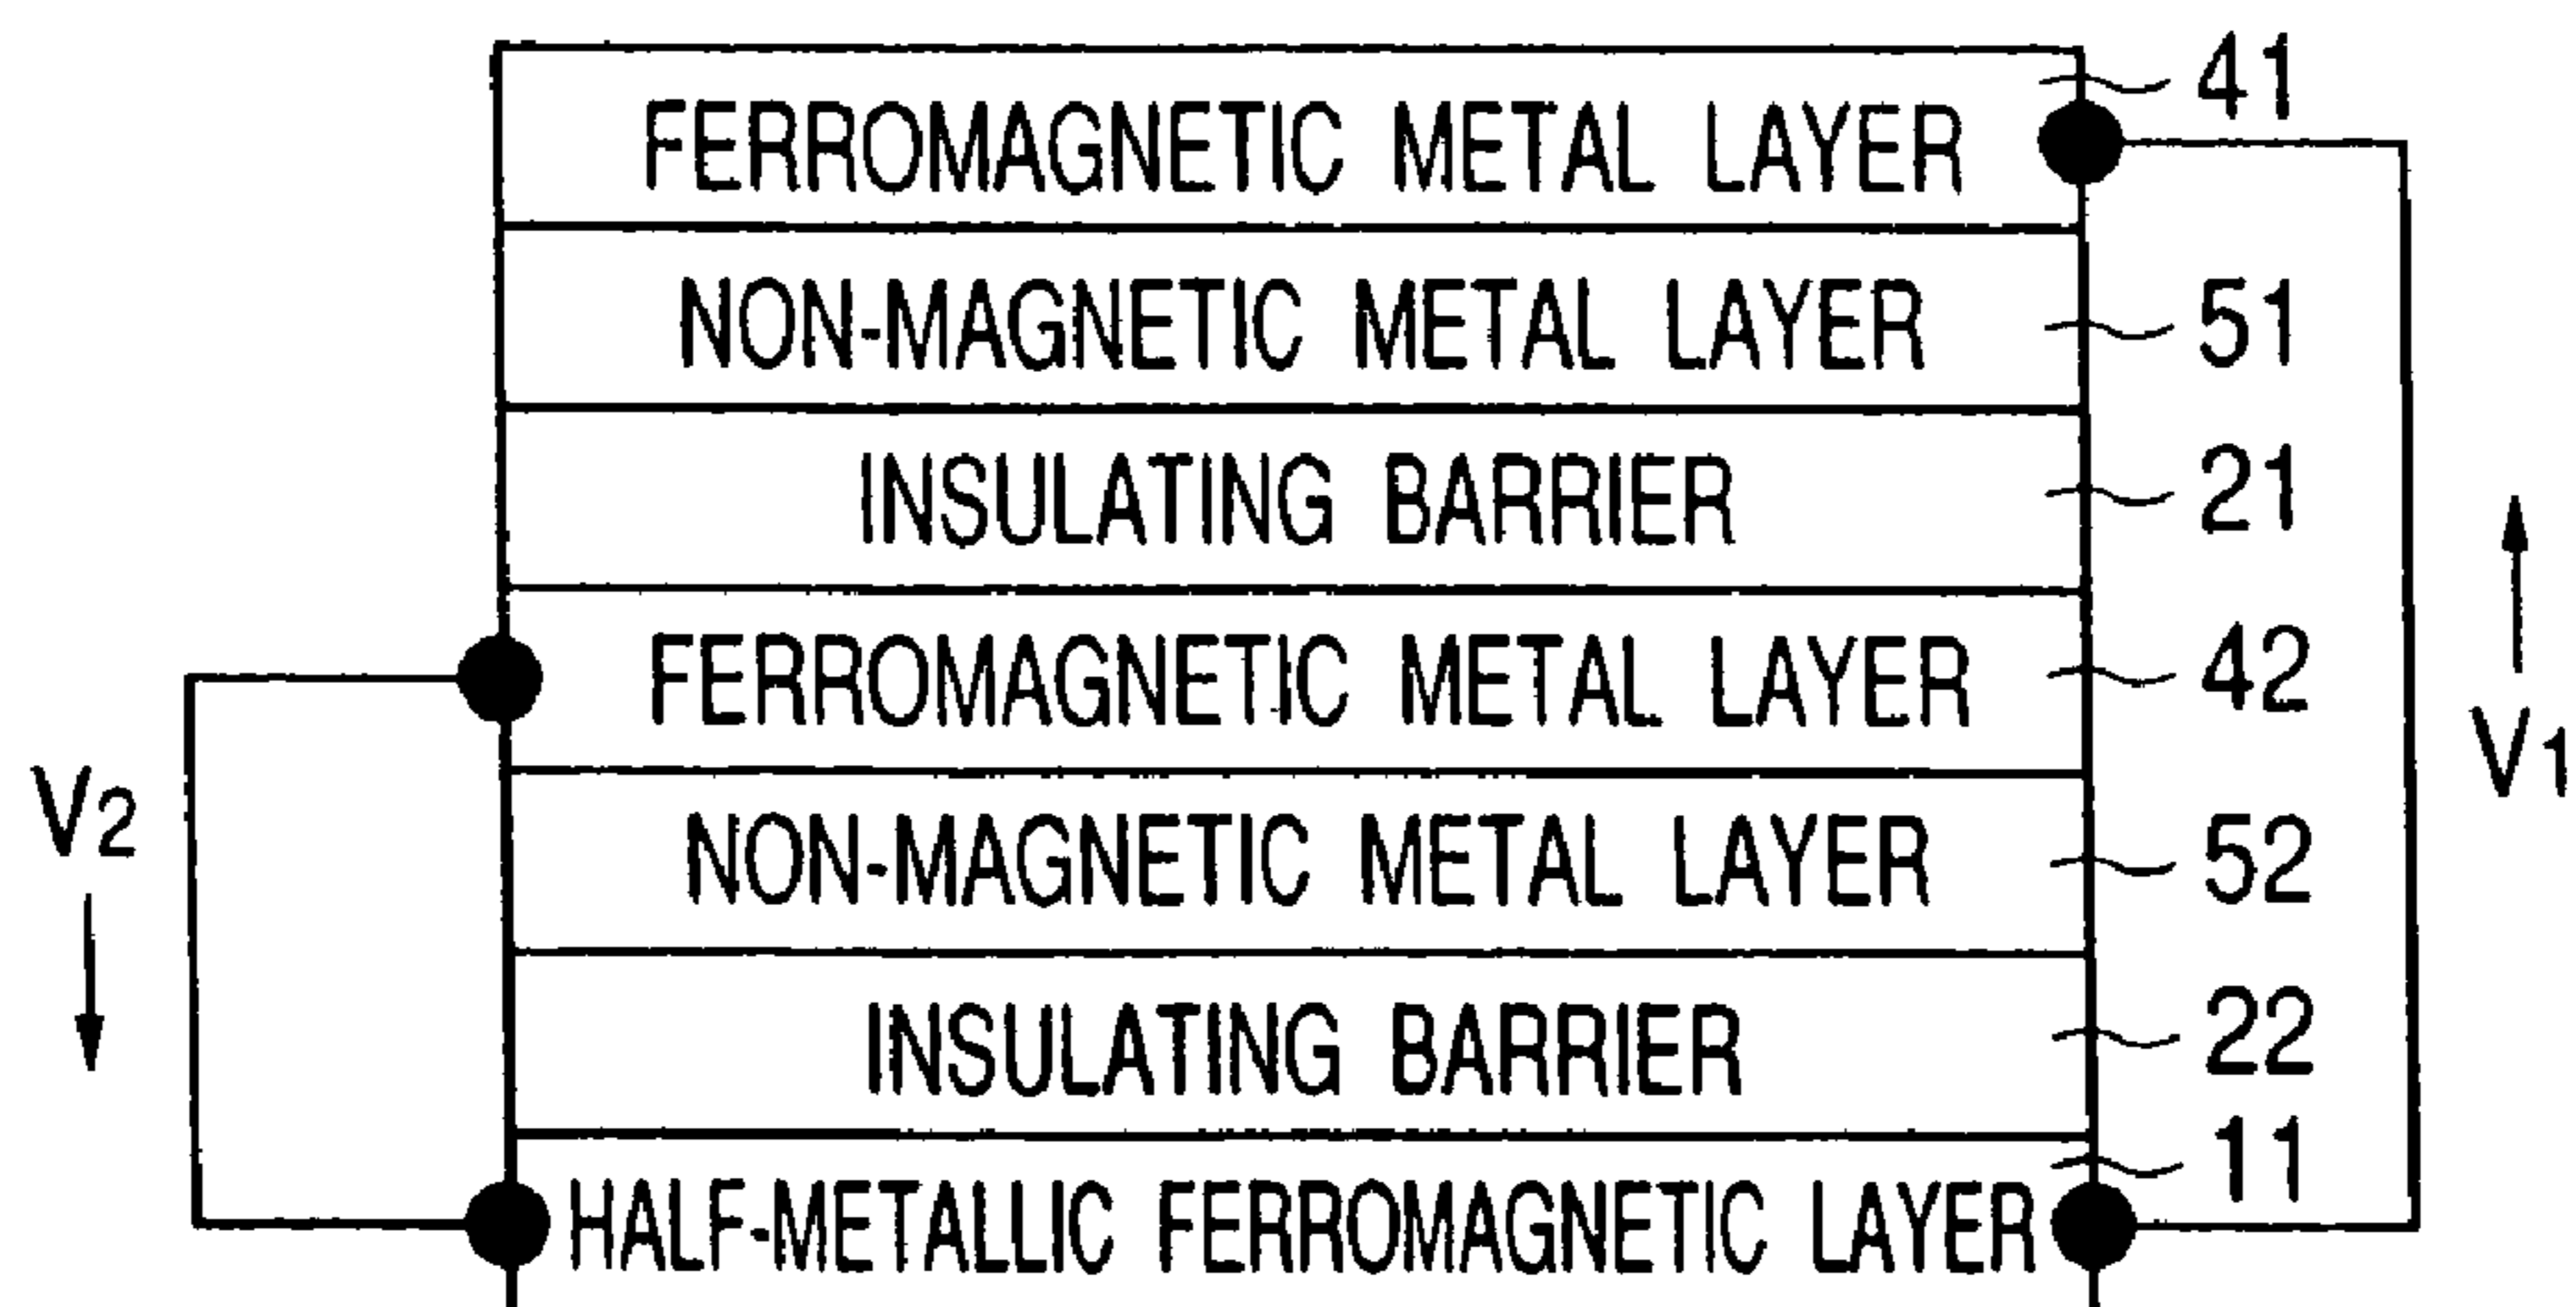 FERROMAGNETIC METAL LAYER 41
NON-MAGNETIC METAL LAYER 51
INSULATING BARRIER 21
FERROMAGNETIC METAL LAYER 42
V1
V2
NON-MAGNETIC METAL LAYER 52
INSULATING BARRIER 22
HALF-METALLIC FERROMAGNETIC LAYER 11